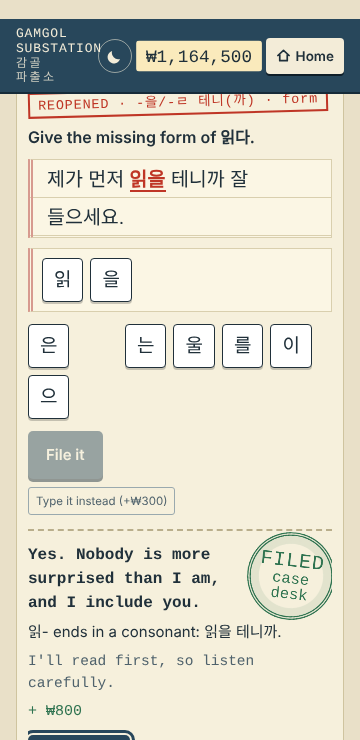 GAMGOL
SUBSTATION
감골
파출소
₩1,164,500
Home
REOPENED · -을/-ㄹ 테니(까) · form
Give the missing form of 읽다.
제가 먼저 읽을 테니까 잘
들으세요.
읽 을
은 는 울 를 이
으
File it
Type it instead (+₩300)
Yes. Nobody is more
surprised than I am,
and I include you.
FILED
case
desk
읽- ends in a consonant: 읽을 테니까.
I'll read first, so listen
carefully.
+ ₩800